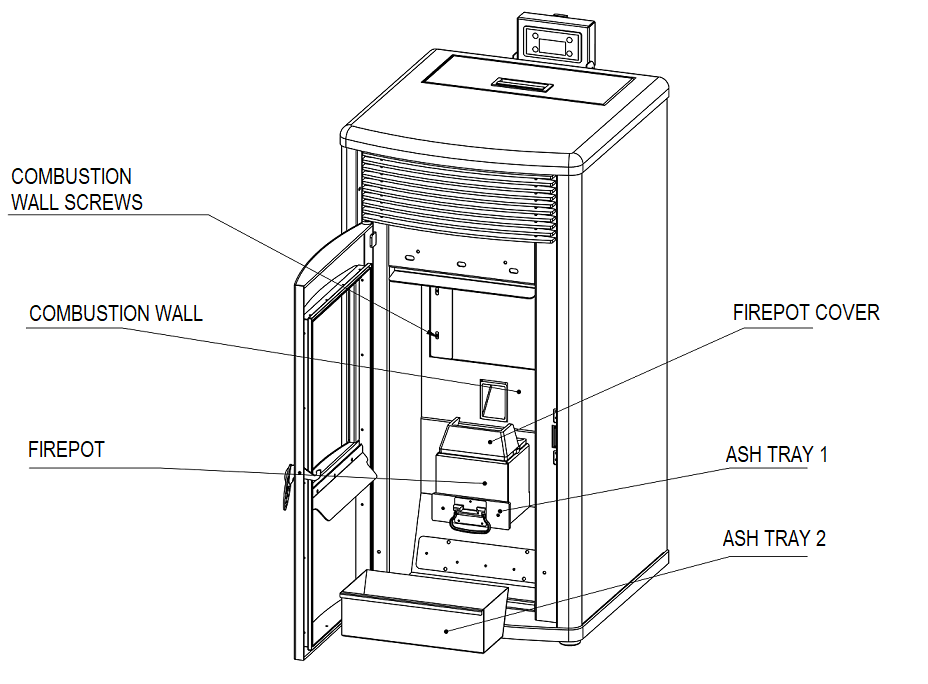 COMBUSTION
WALL SCREWS
COMBUSTION WALL
FIREPOT COVER
FIREPOT
ASH TRAY 1
ASH TRAY 2